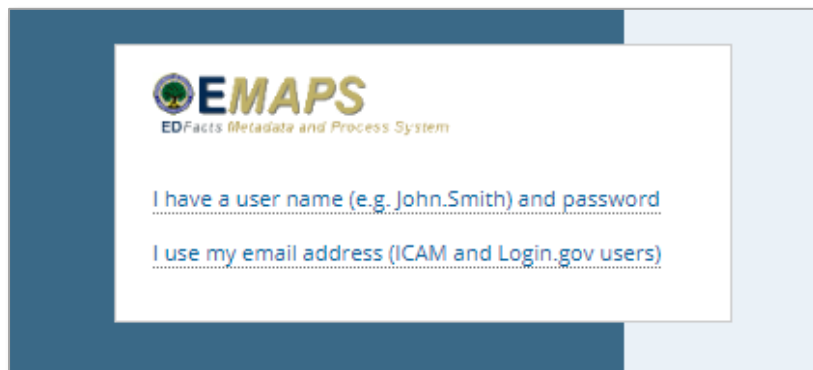 EMAPS
EDFacts Metadata and Process System
I have a user name (e.g. John.Smith) and password
I use my email address (ICAM and Login.gov users)